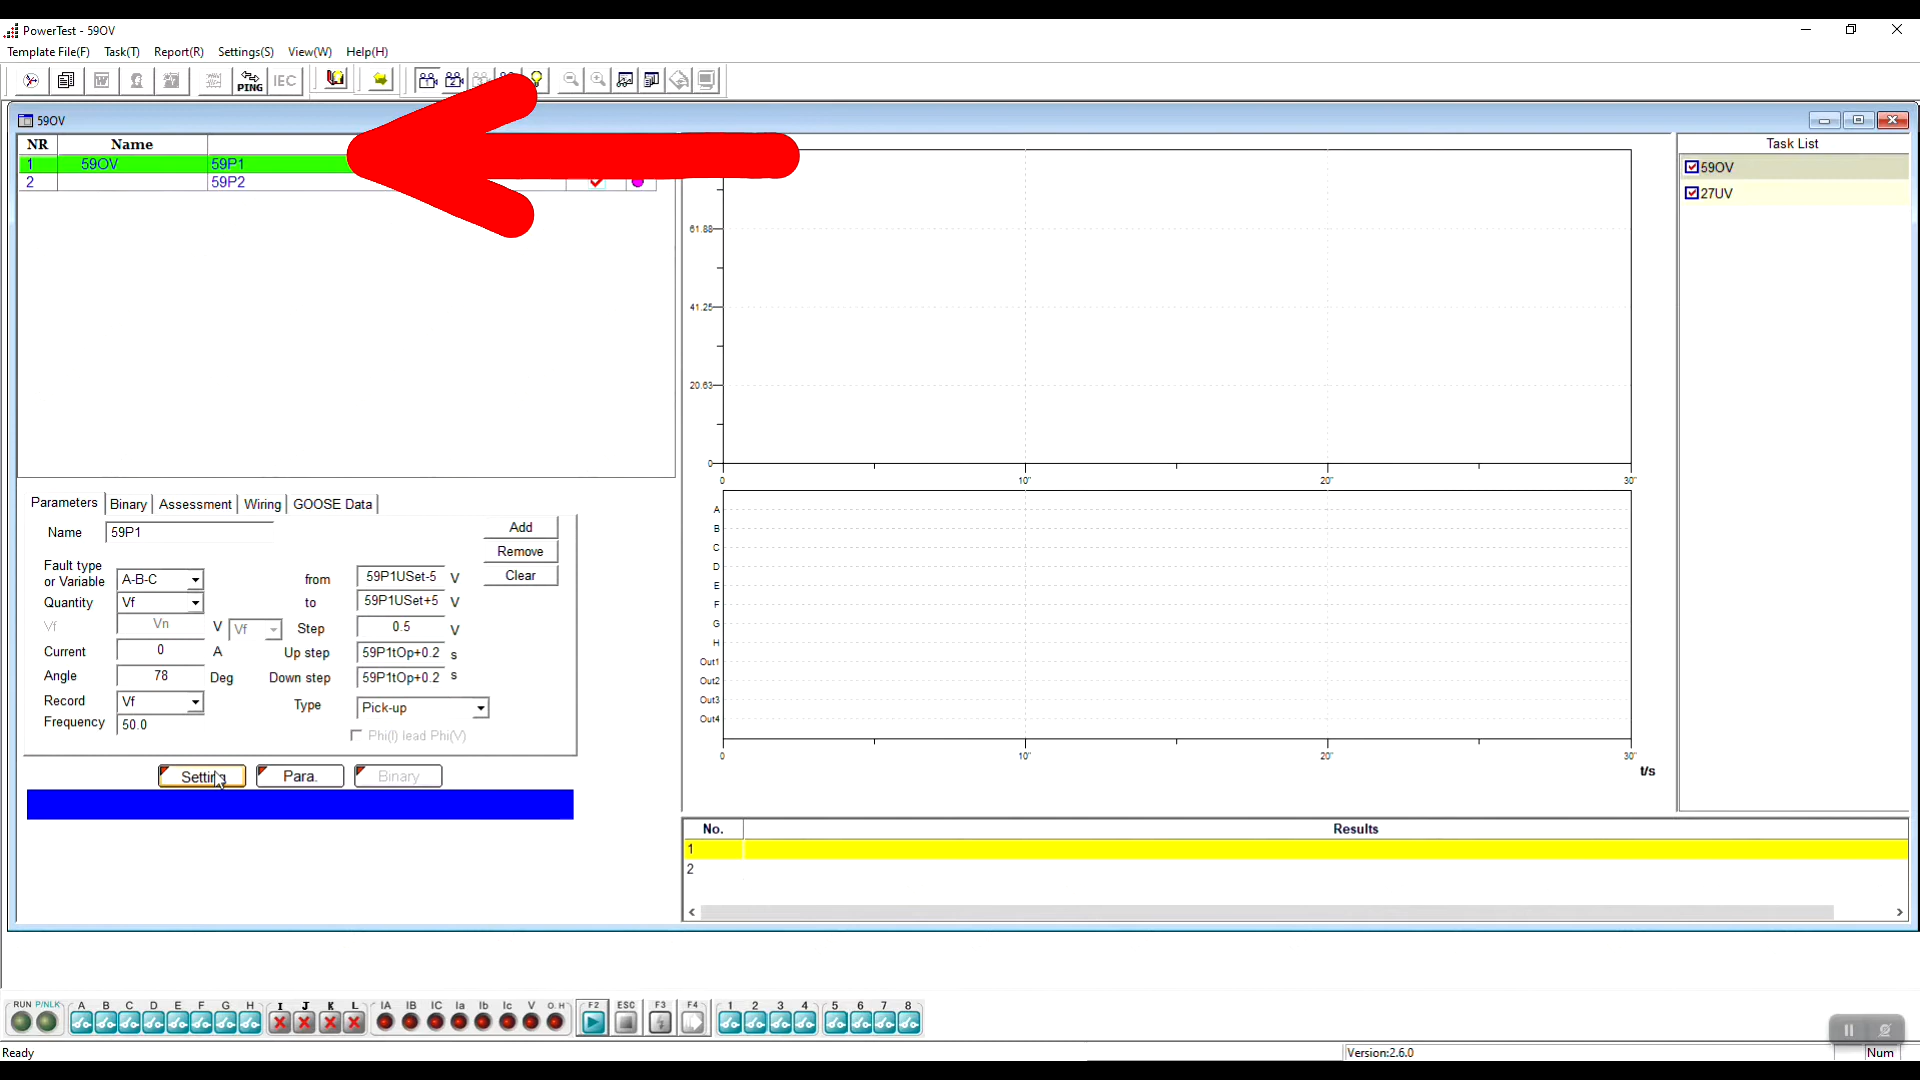 PowerTest - 59OV
Template File(F) Task(T) Report(R) Settings(S) View(W) Help(H)
PING IEC
59OV
NR Name
1 59OV 59P1
2 59P2
61.88
41.25
20.63
0
0 10" 20" 30"
A
B
C
D
E
F
G
H
Out1
Out2
Out3
Out4
0 10" 20" 30"
t/s
Task List
59OV
27UV
Parameters Binary Assessment Wiring GOOSE Data
Name 59P1
Add
Remove
Clear
Fault type or Variable A-B-C from 59P1USet-5 V
Quantity Vf to 59P1USet+5 V
Vf Vn V Vf Step 0.5 V
Current 0 A Up step 59P1tOp+0.2 s
Angle 78 Deg Down step 59P1tOp+0.2 s
Record Vf Type Pick-up
Frequency 50.0
Phi(I) lead Phi(V)
Setting Para. Binary
No. Results
1
2
RUN P/NLK A B C D E F G H I J K L IA IB IC Ia Ib Ic V O.H F2 ESC F3 F4 1 2 3 4 5 6 7 8
Ready Version:2.6.0 Num